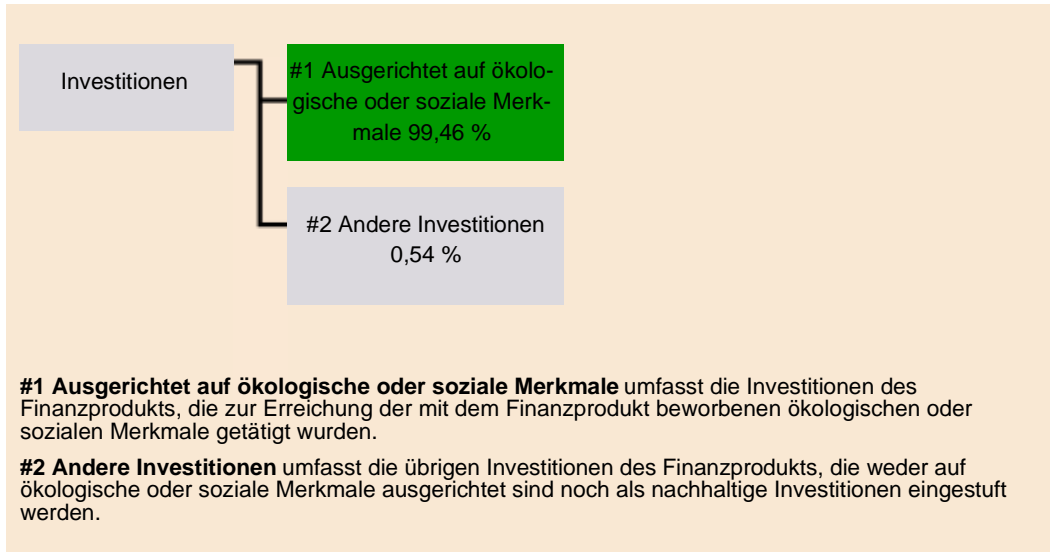 Investitionen
#1 Ausgerichtet auf ökolo-
gische oder soziale Merk-
male 99,46 %
#2 Andere Investitionen
0,54 %
#1 Ausgerichtet auf ökologische oder soziale Merkmale umfasst die Investitionen des
Finanzprodukts, die zur Erreichung der mit dem Finanzprodukt beworbenen ökologischen oder
sozialen Merkmale getätigt wurden.
#2 Andere Investitionen umfasst die übrigen Investitionen des Finanzprodukts, die weder auf
ökologische oder soziale Merkmale ausgerichtet sind noch als nachhaltige Investitionen eingestuft
werden.